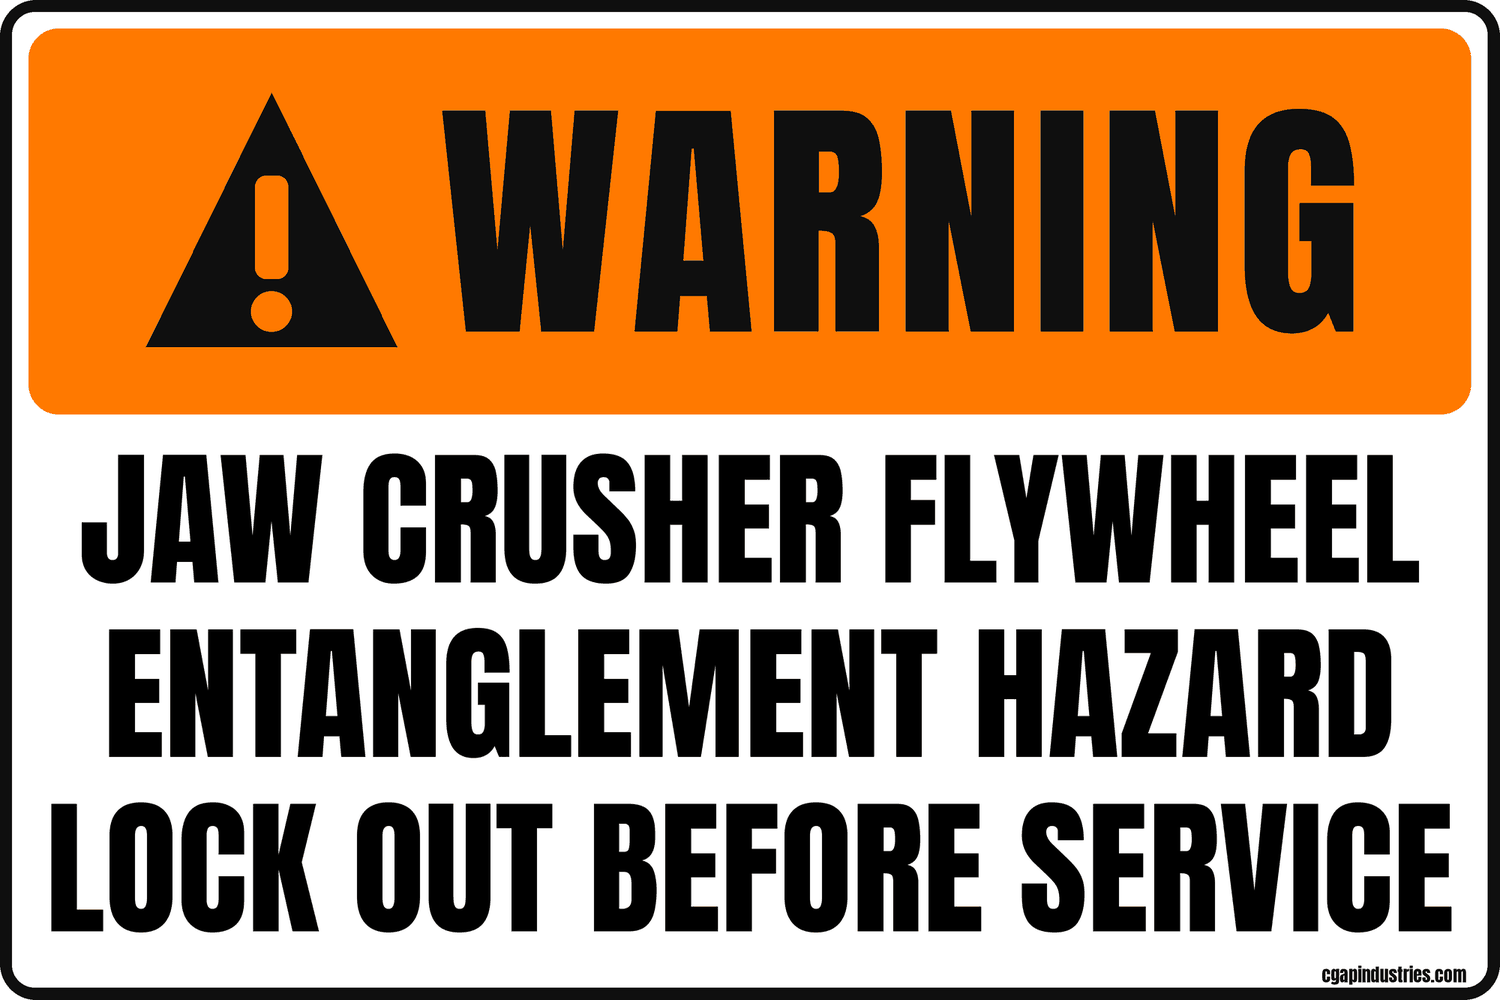 WARNING
JAW CRUSHER FLYWHEEL
ENTANGLEMENT HAZARD
LOCK OUT BEFORE SERVICE
cgapindustries.com